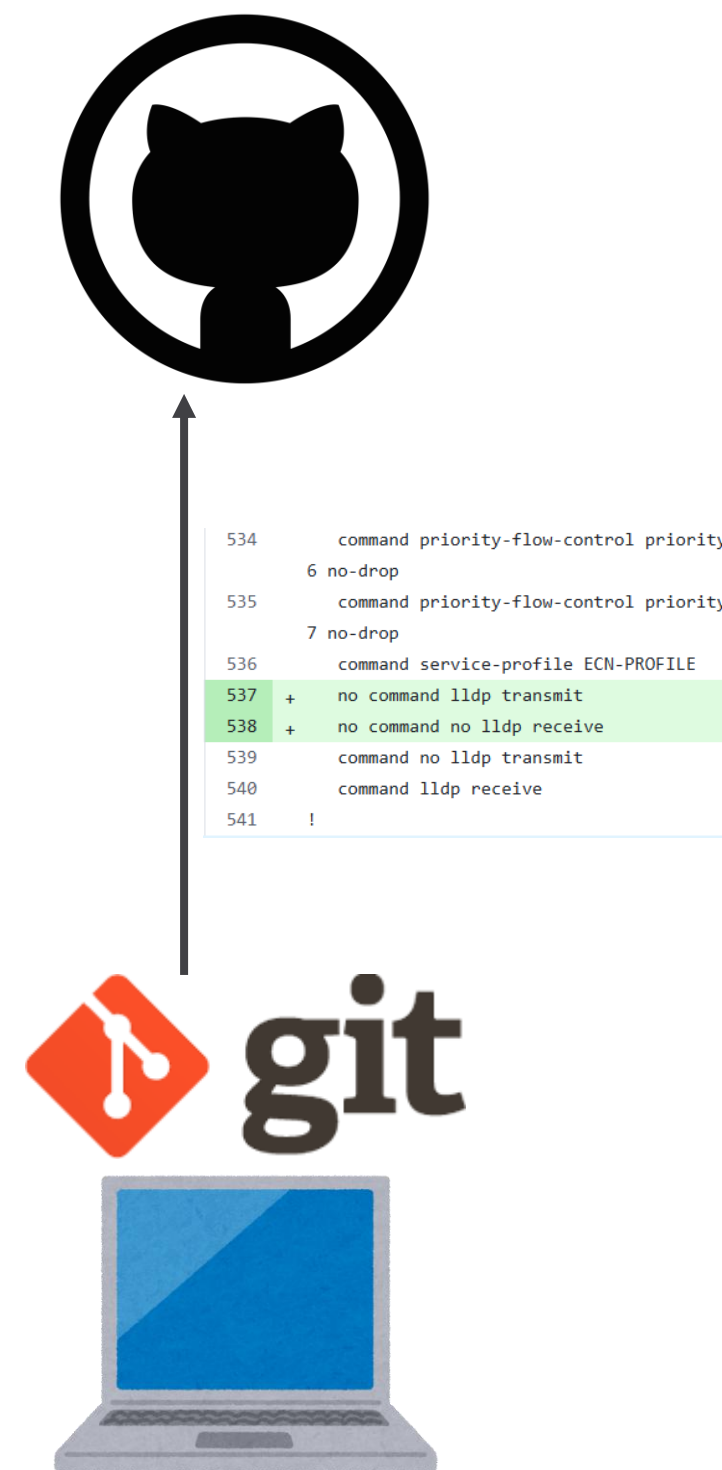 534 command priority-flow-control priority
6 no-drop
535 command priority-flow-control priority
7 no-drop
536 command service-profile ECN-PROFILE
537 + no command lldp transmit
538 + no command no lldp receive
539 command no lldp transmit
540 command lldp receive
541 !
git